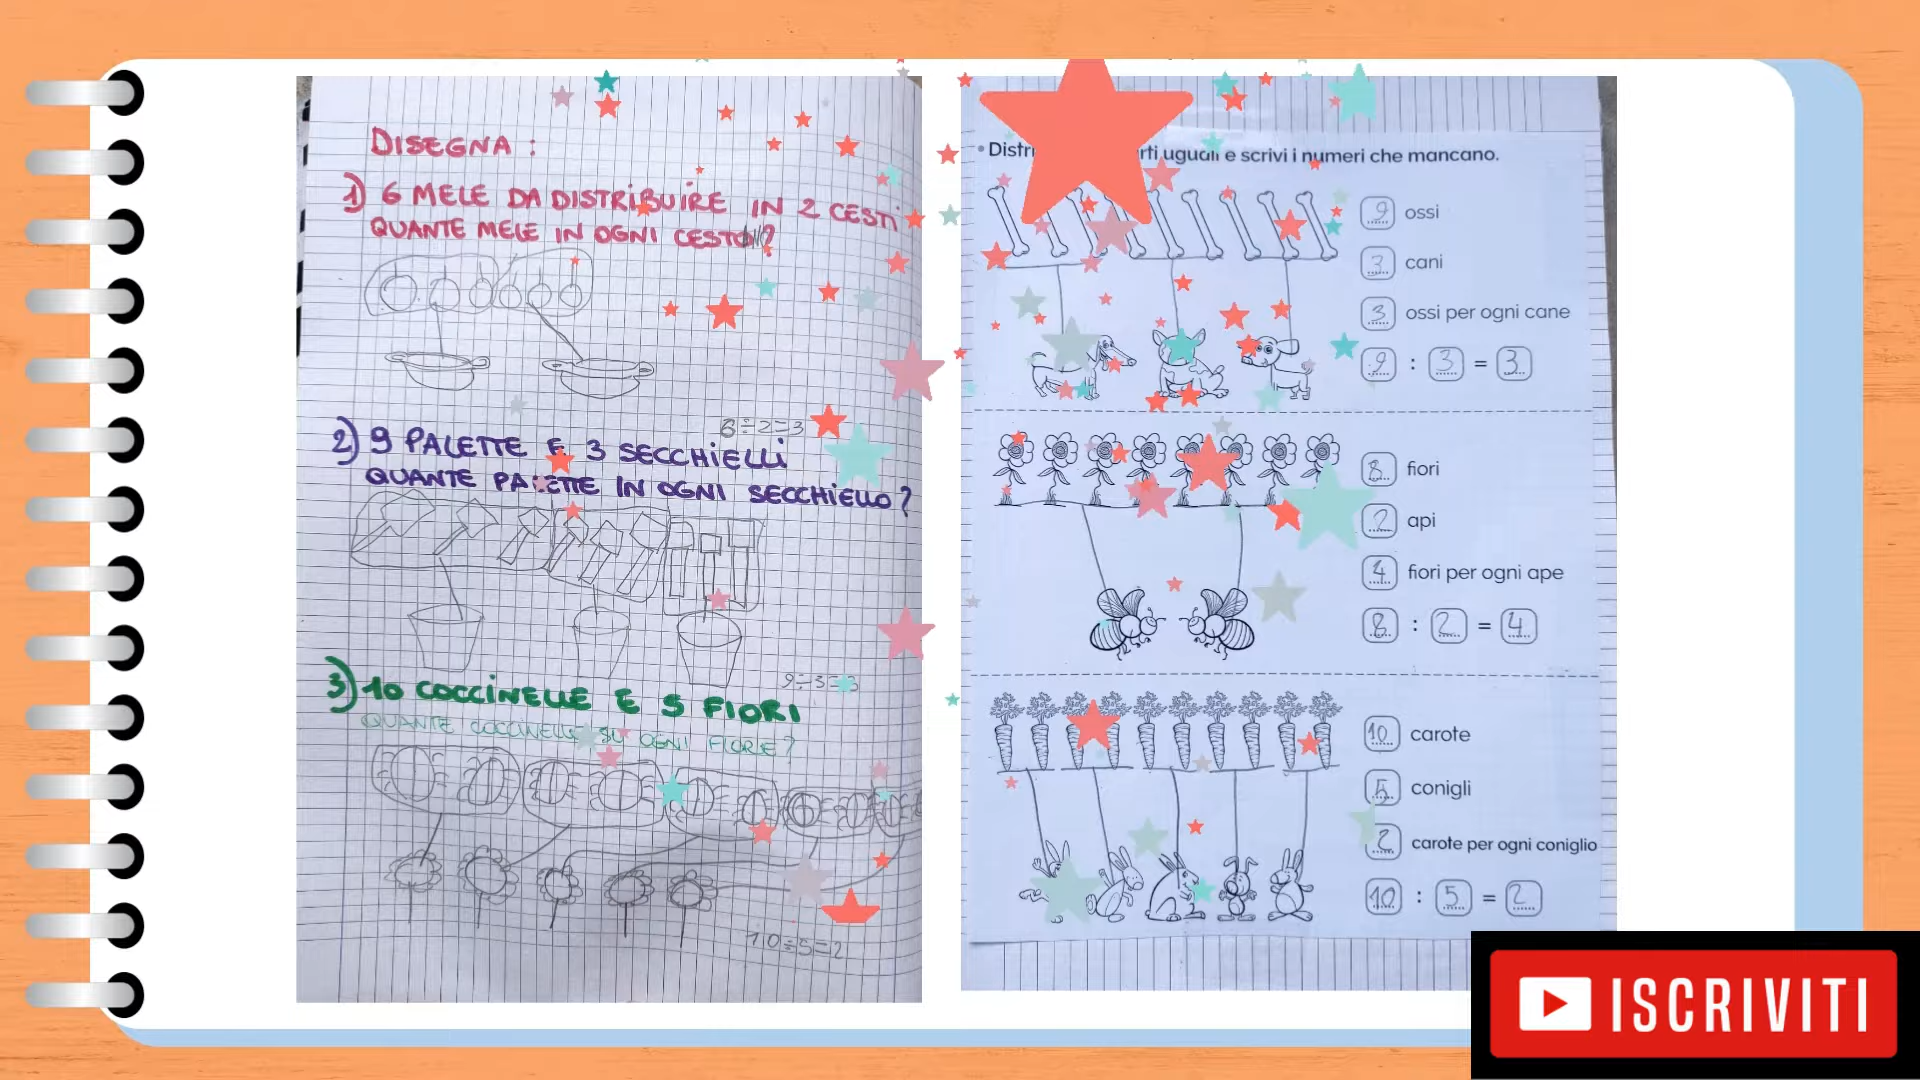 DISEGNA :
1) 6 MELE DA DISTRIBUIRE IN 2 CESTI
QUANTE MELE IN OGNI CESTO?
6÷2=3
2) 9 PALETTE E 3 SECCHIELLI
QUANTE PALETTE IN OGNI SECCHIELLO?
9÷3=3
3) 10 COCCINELLE E 5 FIORI
QUANTE COCCINELLE SU OGNI FIORE?
10÷5=2
• Distr rti uguali e scrivi i numeri che mancano.
9 ossi
3 cani
3 ossi per ogni cane
9 : 3 = 3
8 fiori
2 api
4 fiori per ogni ape
8 : 2 = 4
10 carote
5 conigli
2 carote per ogni coniglio
10 : 5 = 2
ISCRIVITI